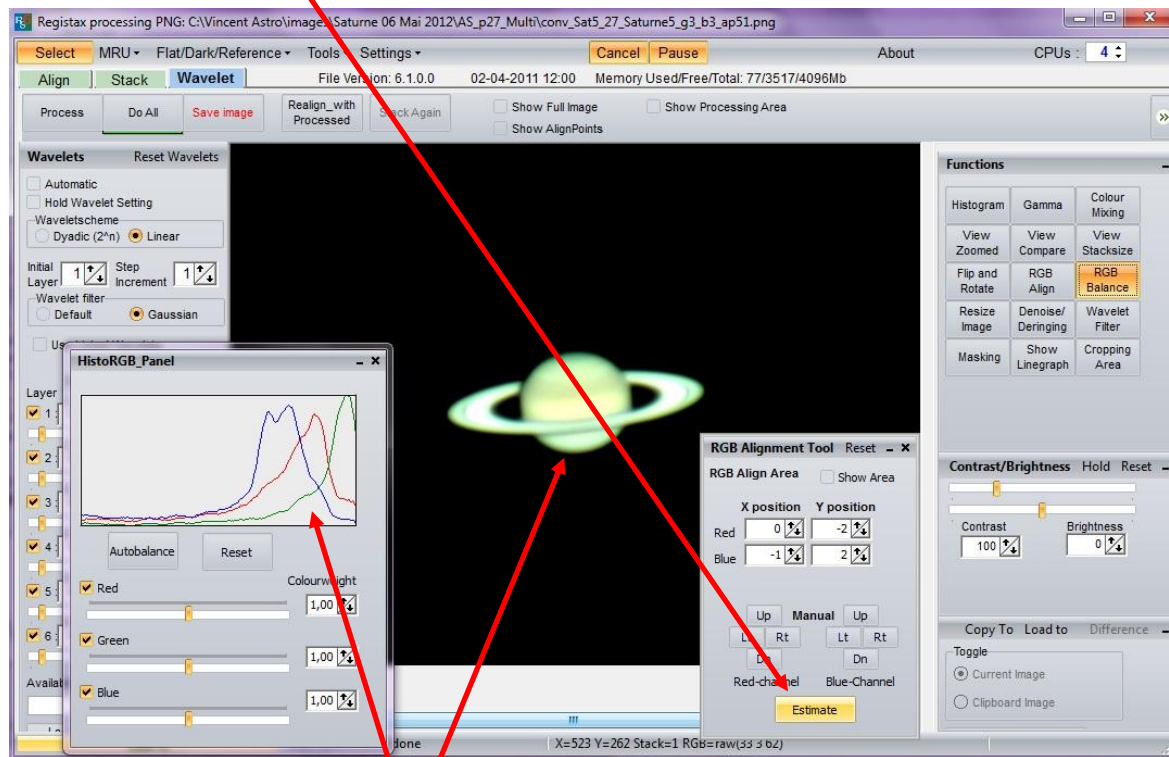 Registax processing PNG: C:\Vincent Astro\images\Saturne 06 Mai 2012\AS_p27_Multi\conv_Sat5_27_Saturne5_g3_b3_ap51.png
Select MRU Flat/Dark/Reference Tools Settings Cancel Pause About CPUs : 4
Align Stack Wavelet File Version: 6.1.0.0 02-04-2011 12:00 Memory Used/Free/Total: 77/3517/4096Mb
Process Do All Save image Realign_with Processed Stack Again
Show Full Image Show Processing Area
Show AlignPoints
Wavelets Reset Wavelets
Automatic
Hold Wavelet Setting
Waveletscheme
Dyadic (2^n) Linear
Initial Layer 1 Step Increment 1
Wavelet filter
Default Gaussian
Layer
1
2
3
4
5
6
HistoRGB_Panel
Autobalance Reset
Colourweight
Red
1,00
Green
1,00
Blue
1,00
RGB Alignment Tool Reset
RGB Align Area Show Area
X position Y position
Red 0 -2
Blue -1 2
Up Manual Up
Lt Rt Lt Rt
Dn Dn
Red-channel Blue-Channel
Estimate
Functions
Histogram Gamma Colour Mixing
View Zoomed View Compare View Stacksize
Flip and Rotate RGB Align RGB Balance
Resize Image Denoise/ Deringing Wavelet Filter
Masking Show Linegraph Cropping Area
Contrast/Brightness Hold Reset
Contrast Brightness
100 0
Copy To Load to Difference
Toggle
Current Image
Clipboard Image
done X=523 Y=262 Stack=1 RGB=raw(33 3 62)